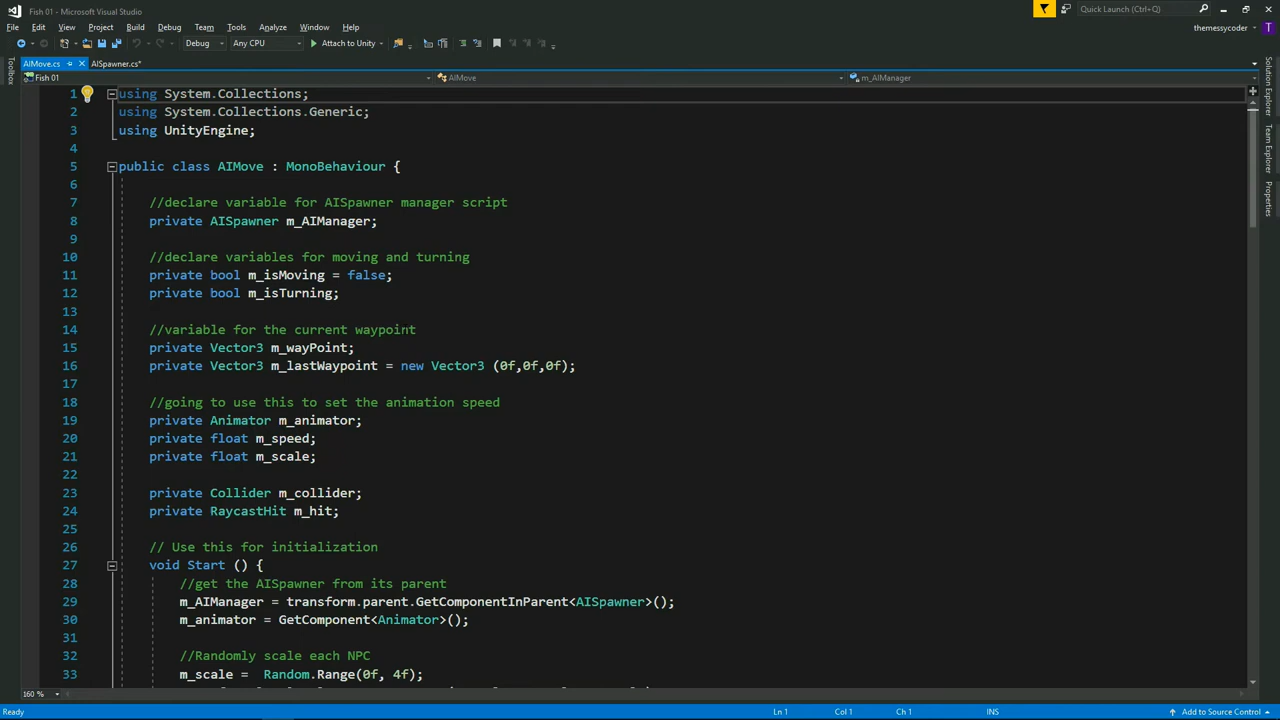 Fish 01 - Microsoft Visual Studio
Quick Launch (Ctrl+Q)
File Edit View Project Build Debug Team Tools Analyze Window Help
themessycoder T
Debug Any CPU Attach to Unity
AIMove.cs AISpawner.cs*
Fish 01 AIMove m_AIManager
Toolbox
Solution Explorer
Team Explorer
Properties
1 using System.Collections;
2 using System.Collections.Generic;
3 using UnityEngine;
4
5 public class AIMove : MonoBehaviour {
6
7 //declare variable for AISpawner manager script
8 private AISpawner m_AIManager;
9
10 //declare variables for moving and turning
11 private bool m_isMoving = false;
12 private bool m_isTurning;
13
14 //variable for the current waypoint
15 private Vector3 m_wayPoint;
16 private Vector3 m_lastWaypoint = new Vector3 (0f,0f,0f);
17
18 //going to use this to set the animation speed
19 private Animator m_animator;
20 private float m_speed;
21 private float m_scale;
22
23 private Collider m_collider;
24 private RaycastHit m_hit;
25
26 // Use this for initialization
27 void Start () {
28 //get the AISpawner from its parent
29 m_AIManager = transform.parent.GetComponentInParent<AISpawner>();
30 m_animator = GetComponent<Animator>();
31
32 //Randomly scale each NPC
33 m_scale = Random.Range(0f, 4f);
160 %
Ready Ln 1 Col 1 Ch 1 INS Add to Source Control